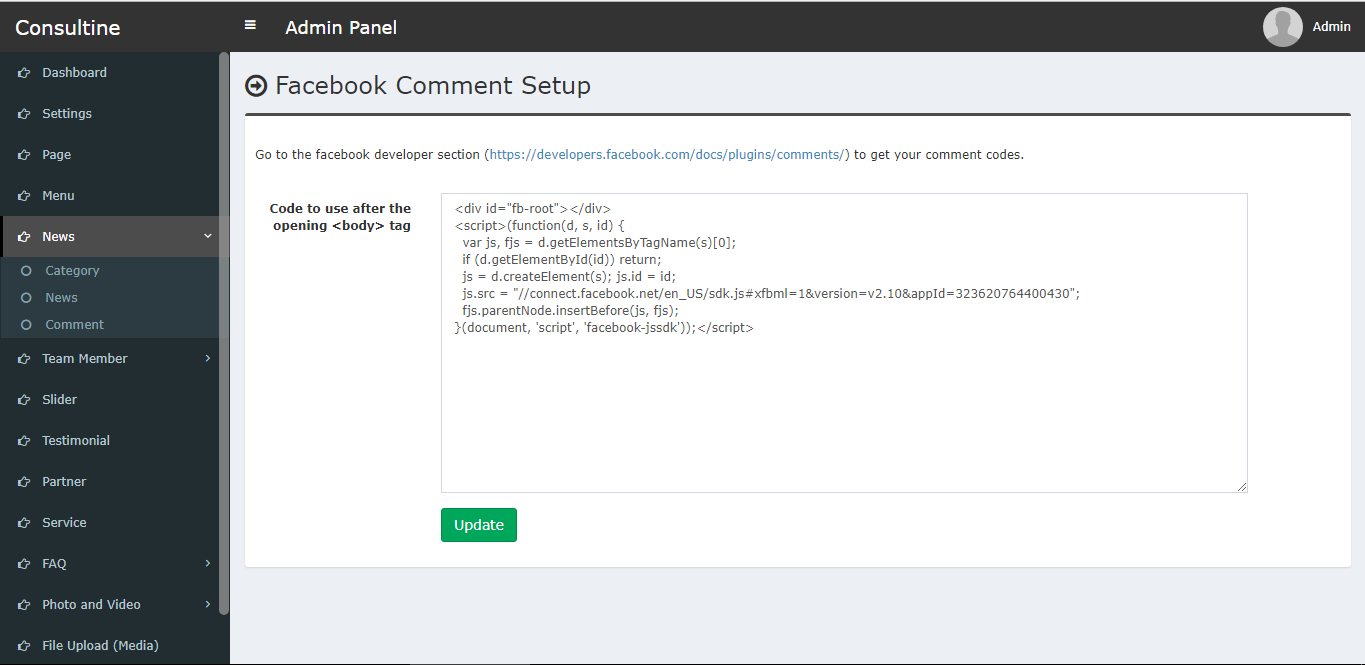 Consultine
Admin Panel
Admin
Dashboard
Settings
Page
Menu
News
Category
News
Comment
Team Member
Slider
Testimonial
Partner
Service
FAQ
Photo and Video
File Upload (Media)
Facebook Comment Setup
Go to the facebook developer section (https://developers.facebook.com/docs/plugins/comments/) to get your comment codes.
Code to use after the
opening <body> tag
<div id="fb-root"></div>
<script>(function(d, s, id) {
  var js, fjs = d.getElementsByTagName(s)[0];
  if (d.getElementById(id)) return;
  js = d.createElement(s); js.id = id;
  js.src = "//connect.facebook.net/en_US/sdk.js#xfbml=1&version=v2.10&appId=323620764400430";
  fjs.parentNode.insertBefore(js, fjs);
}(document, 'script', 'facebook-jssdk'));</script>
Update